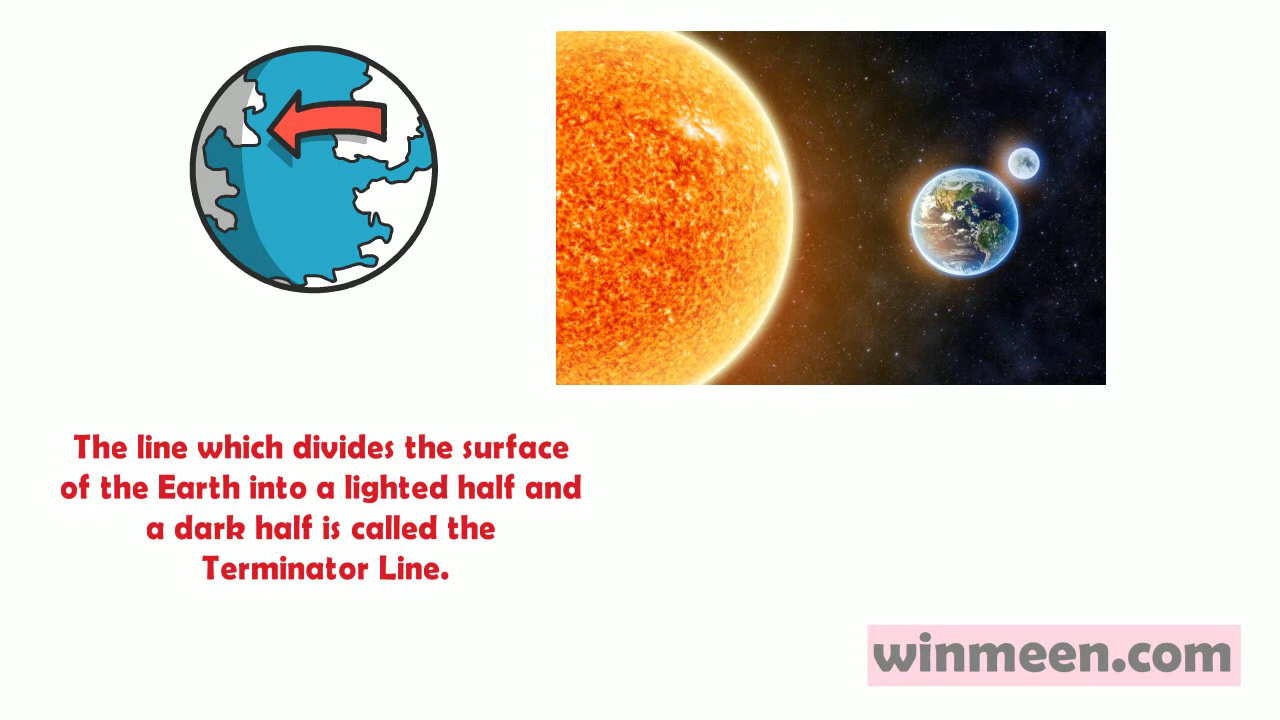 The line which divides the surface
of the Earth into a lighted half and
a dark half is called the
Terminator Line.
winmeen.com